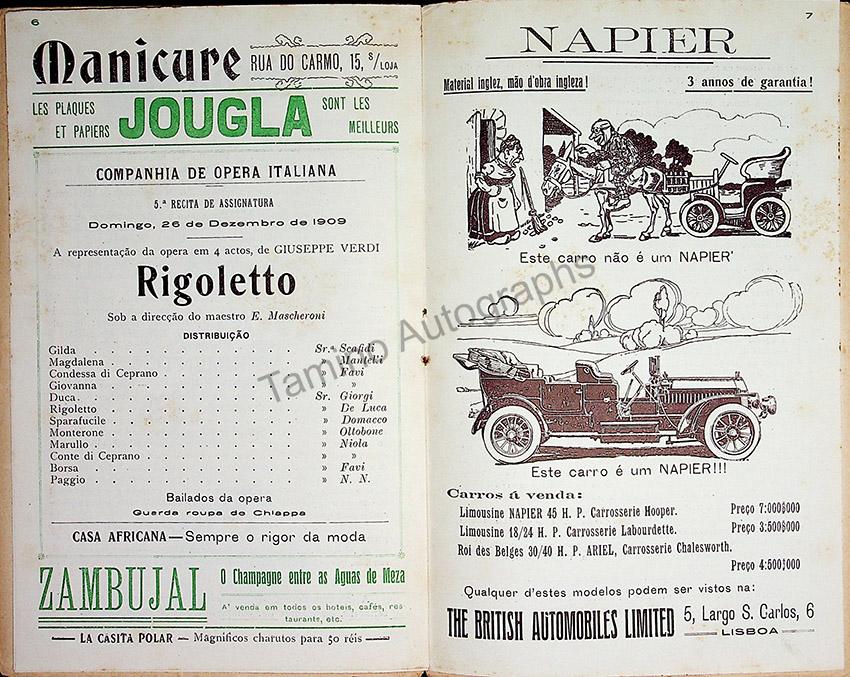 6
Manicure RUA DO CARMO, 15, S/LOJA
LES PLAQUES ET PAPIERS JOUGLA SONT LES MEILLEURS
COMPANHIA DE OPERA ITALIANA
5.ª RECITA DE ASSIGNATURA
Domingo, 26 de Dezembro de 1909
A representação da opera em 4 actos, de GIUSEPPE VERDI
Rigoletto
Sob a direcção do maestro E. Mascheroni
DISTRIBUIÇÃO
Gilda . . . . . . . . . . . . Sr.ª Scafidi
Magdalena . . . . . . . . . . . . » Mantelli
Condessa di Ceprano . . . . . . . . . » Favi
Giovanna . . . . . . . . . . . . » »
Duca . . . . . . . . . . . . Sr. Giorgi
Rigoletto . . . . . . . . . . . . » De Luca
Sparafucile . . . . . . . . . . . . » Domacco
Monterone . . . . . . . . . . . . » Ottobone
Marullo . . . . . . . . . . . . » Niola
Conte di Ceprano . . . . . . . . . . » »
Borsa . . . . . . . . . . . . » Favi
Paggio . . . . . . . . . . . . » N. N.
Bailados da opera
Guarda roupa de Chiappa
CASA AFRICANA—Sempre o rigor da moda
ZAMBUJAL O Champagne entre as Aguas de Meza
A' venda em todos os hoteis, cafés, res
taurants, etc.
— LA CASITA POLAR — Magnificos charutos para 50 réis —
7
NAPIER
Material inglez, mão d'obra ingleza! 3 annos de garantia!
Este carro não é um NAPIER'
Este carro é um NAPIER!!!
Carros á venda:
Limousine NAPIER 45 H. P. Carrosserie Hooper. Preço 7:000$000
Limousine 18/24 H. P. Carrosserie Labourdette. Preço 3:500$000
Roi des Belges 30/40 H. P. ARIEL, Carrosserie Chalesworth.
Preço 4:500$000
Qualquer d'estes modelos podem ser vistos na:
THE BRITISH AUTOMOBILES LIMITED 5, Largo S. Carlos, 6
— LISBOA —
Tamino Autographs